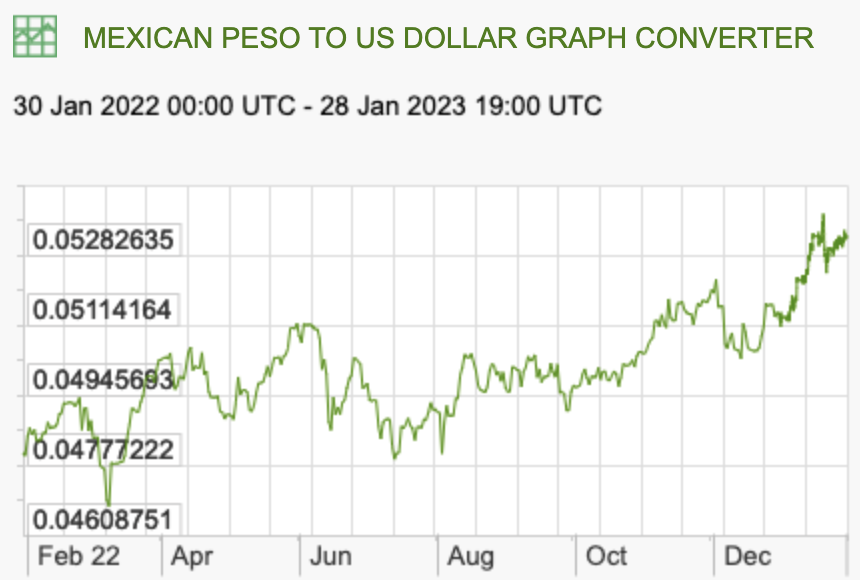 MEXICAN PESO TO US DOLLAR GRAPH CONVERTER
30 Jan 2022 00:00 UTC - 28 Jan 2023 19:00 UTC
0.05282635
0.05114164
0.04945693
0.04777222
0.04608751
Feb 22 Apr Jun Aug Oct Dec